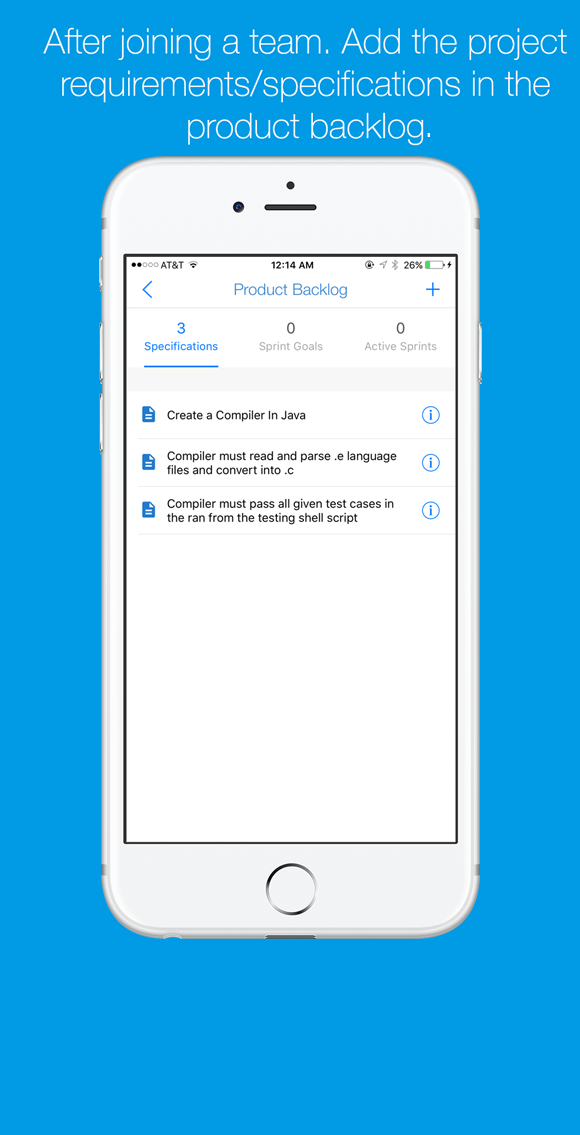 After joining a team. Add the project
requirements/specifications in the
product backlog.
AT&T 12:14 AM 26%
Product Backlog +
3 0 0
Specifications Sprint Goals Active Sprints
Create a Compiler In Java
Compiler must read and parse .e language
files and convert into .c
Compiler must pass all given test cases in
the ran from the testing shell script